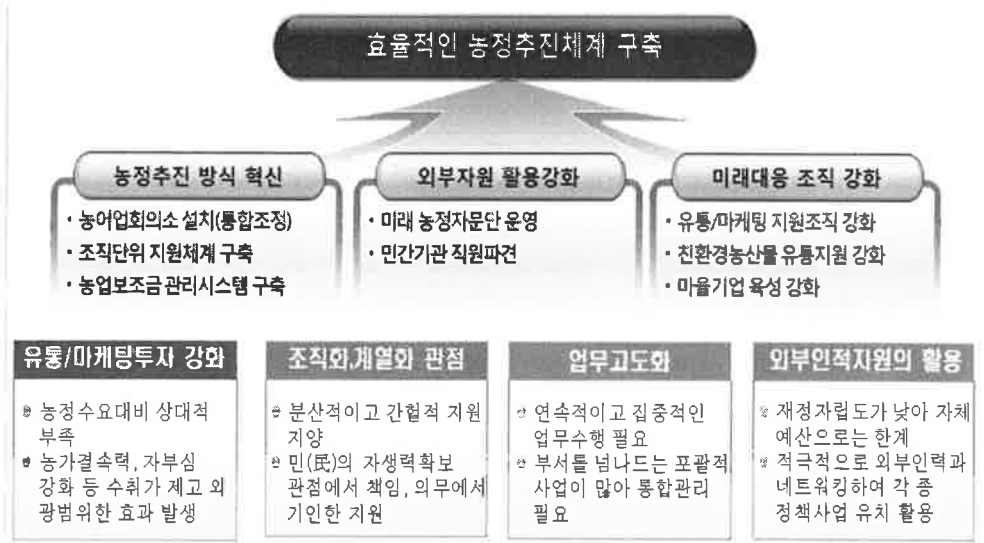 효율적인 농정추진체계 구축
농정추진 방식 혁신
• 농어업회의소 설치(통합조정)
• 조직단위 지원체계 구축
• 농업보조금 관리시스템 구축
외부자원 활용강화
• 미래 농정자문단 운영
• 민간기관 직원파견
미래대응 조직 강화
• 유통/마케팅 지원조직 강화
• 친환경농산물 유통지원 강화
• 마을기업 육성 강화
유통/마케팅투자 강화
농정수요대비 상대적
부족
농가결속력, 자부심
강화 등 수취가 제고 외
광범위한 효과 발생
조직화,계열화 관점
분산적이고 간헐적 지원
지양
민(民)의 자생력확보
관점에서 책임, 의무에서
기인한 지원
업무고도화
연속적이고 집중적인
업무수행 필요
부서를 넘나드는 포괄적
사업이 많아 통합관리
필요
외부인적지원의 활용
재정자립도가 낮아 자체
예산으로는 한계
적극적으로 외부인력과
네트워킹하여 각 종
정책사업 유치 활용